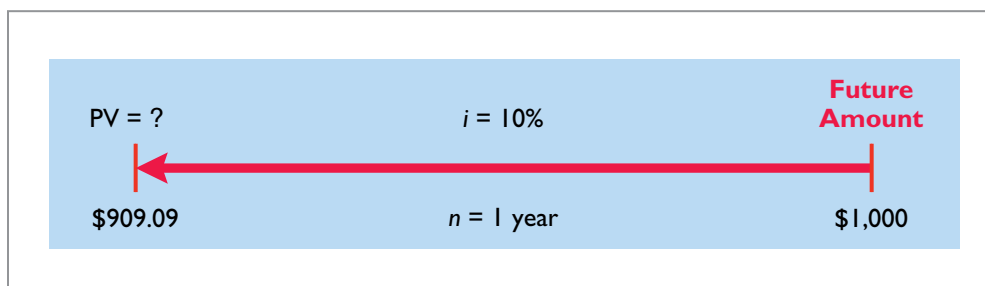 Future
PV = ? i = 10% Amount
$909.09 n = 1 year $1,000